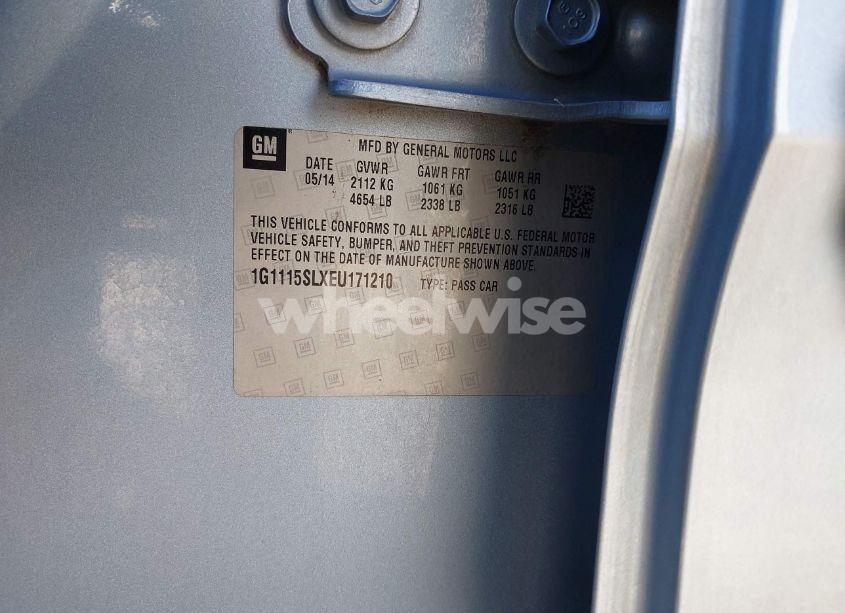 GM
MFD BY GENERAL MOTORS LLC
DATE GVWR GAWR FRT GAWR RR
05/14 2112 KG 1061 KG 1051 KG
4654 LB 2338 LB 2316 LB
THIS VEHICLE CONFORMS TO ALL APPLICABLE U.S. FEDERAL MOTOR
VEHICLE SAFETY, BUMPER, AND THEFT PREVENTION STANDARDS IN
EFFECT ON THE DATE OF MANUFACTURE SHOWN ABOVE.
1G1115SLXEU171210 TYPE: PASS CAR
wheelwise